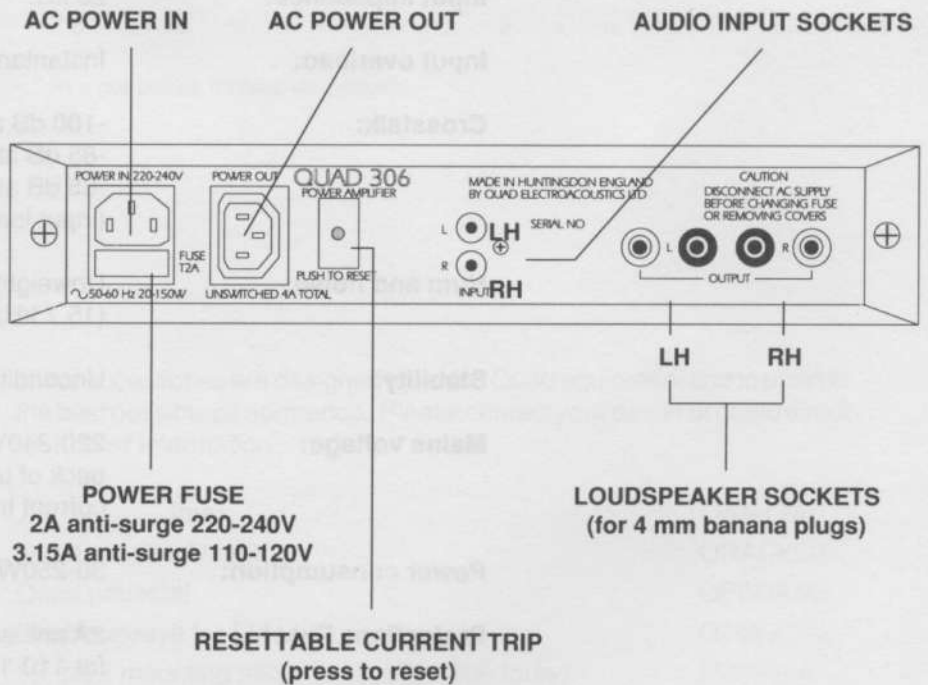 AC POWER IN
AC POWER OUT
AUDIO INPUT SOCKETS
POWER IN 220-240V
POWER OUT
QUAD 306
POWER AMPLIFIER
MADE IN HUNTINGDON ENGLAND
BY QUAD ELECTROACOUSTICS LTD
SERIAL NO
CAUTION
DISCONNECT AC SUPPLY
BEFORE CHANGING FUSE
OR REMOVING COVERS
L LH
R
INPUT RH
L
R
FUSE
T2A
PUSH TO RESET
OUTPUT
50-60 Hz 20-150W
UNSWITCHED 4A TOTAL
LH
RH
POWER FUSE
2A anti-surge 220-240V
3.15A anti-surge 110-120V
LOUDSPEAKER SOCKETS
(for 4 mm banana plugs)
RESETTABLE CURRENT TRIP
(press to reset)
Input overload:
Crosstalk:
Stability:
Mains voltage:
Power consumption: